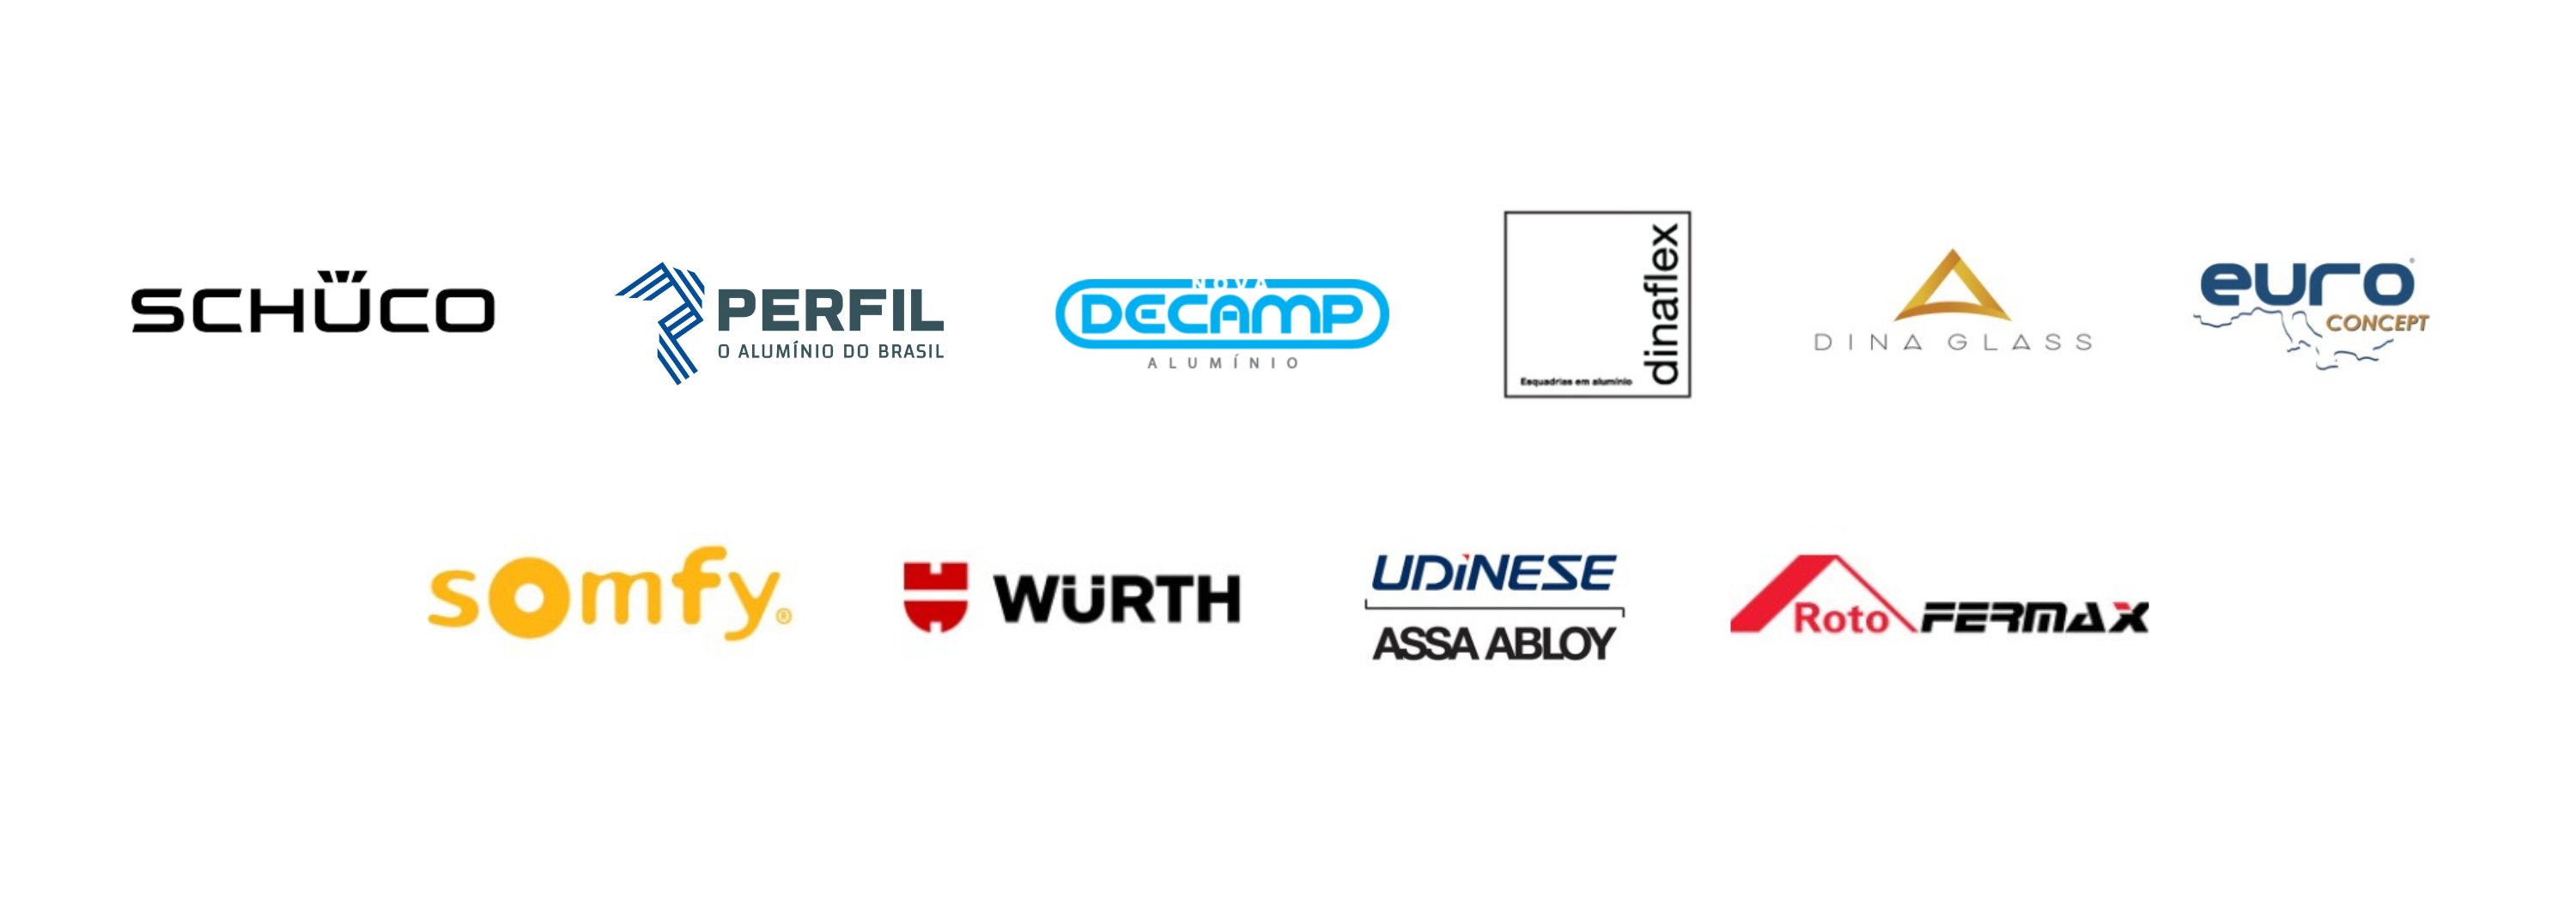 SCHÜCO
PERFIL
O ALUMÍNIO DO BRASIL
NOVA
DECAMP
ALUMÍNIO
dinaflex
Esquadrias em alumínio
DINA GLASS
euro
CONCEPT
somfy®
WÜRTH
UDiNESE
ASSA ABLOY
Roto FERMAX